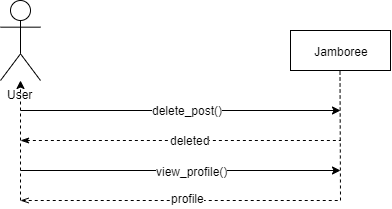 Jamboree
User
delete_post()
deleted
view_profile()
profile